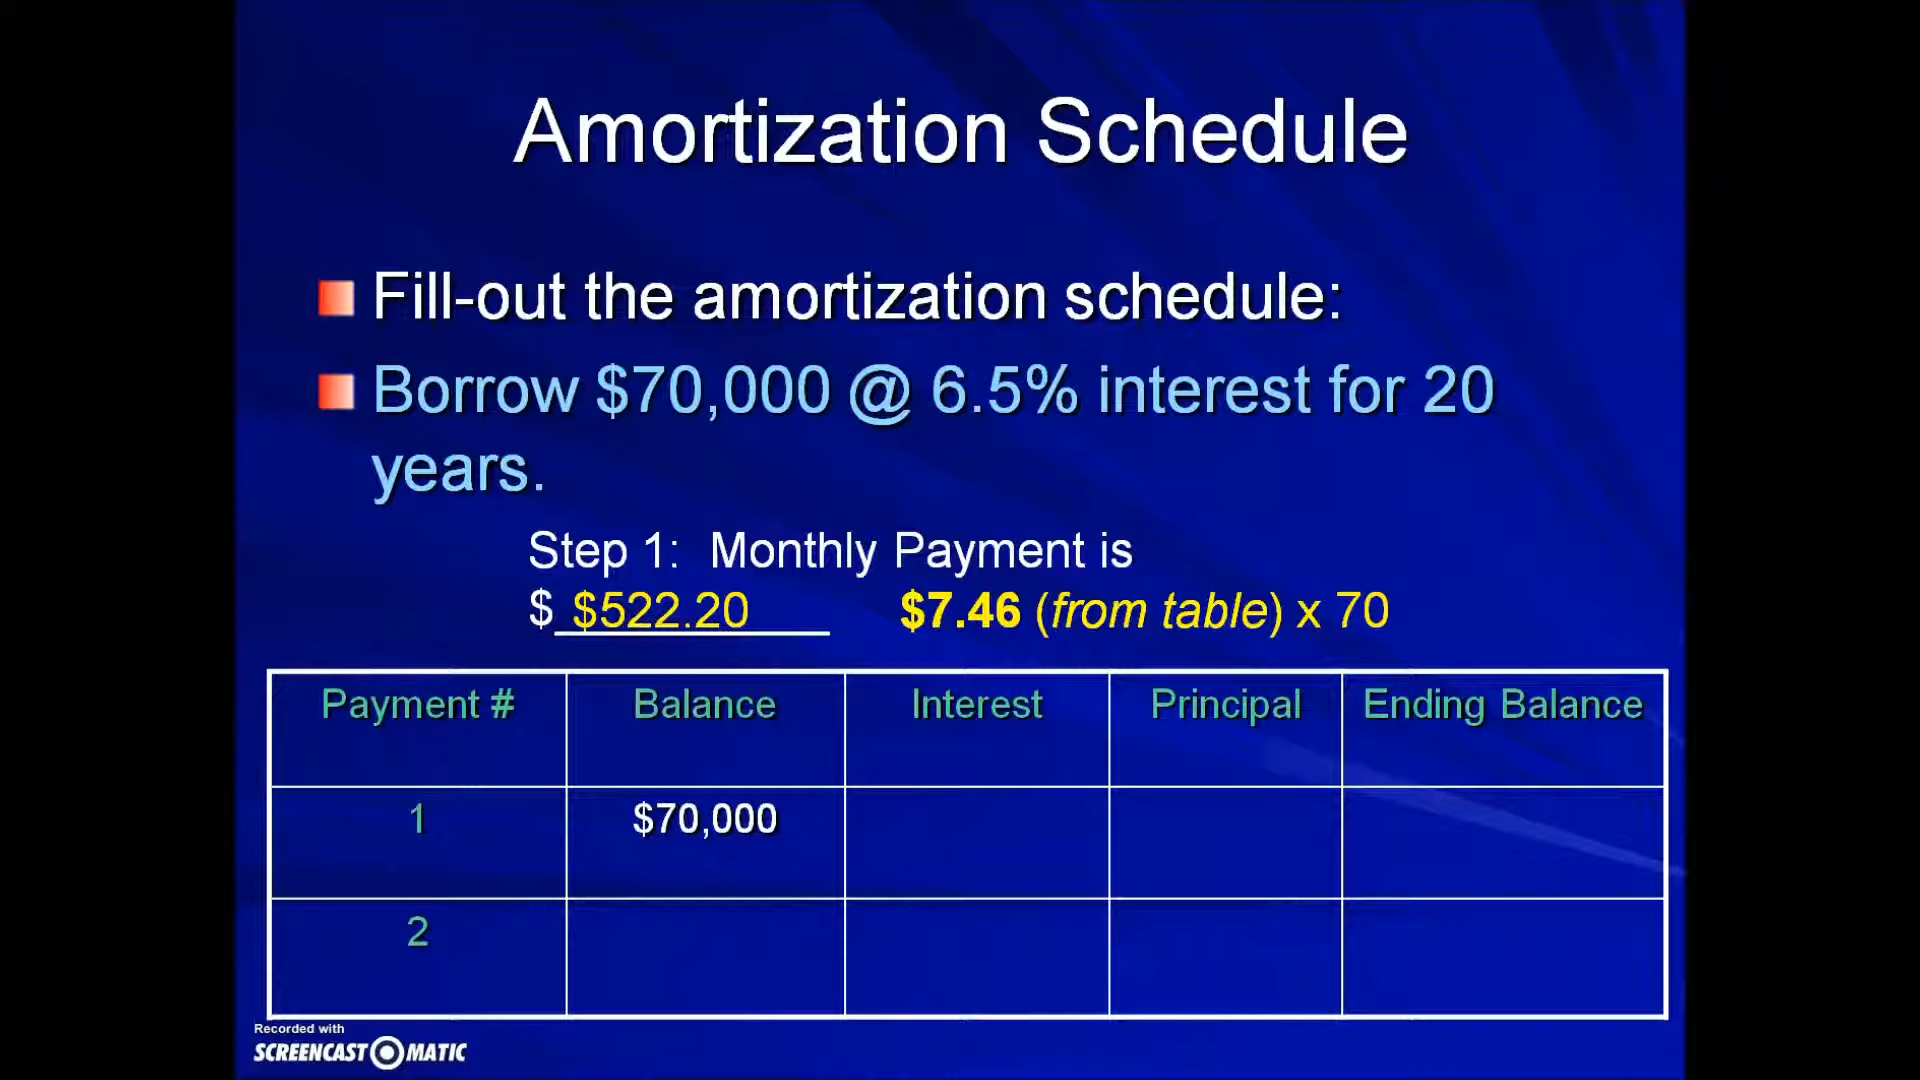 Amortization Schedule
Fill-out the amortization schedule:
Borrow $70,000 @ 6.5% interest for 20
years.
Step 1: Monthly Payment is
$ $522.20 $7.46 (from table) x 70
Payment # Balance Interest Principal Ending Balance
1 $70,000
2
Recorded with
SCREENCAST O MATIC